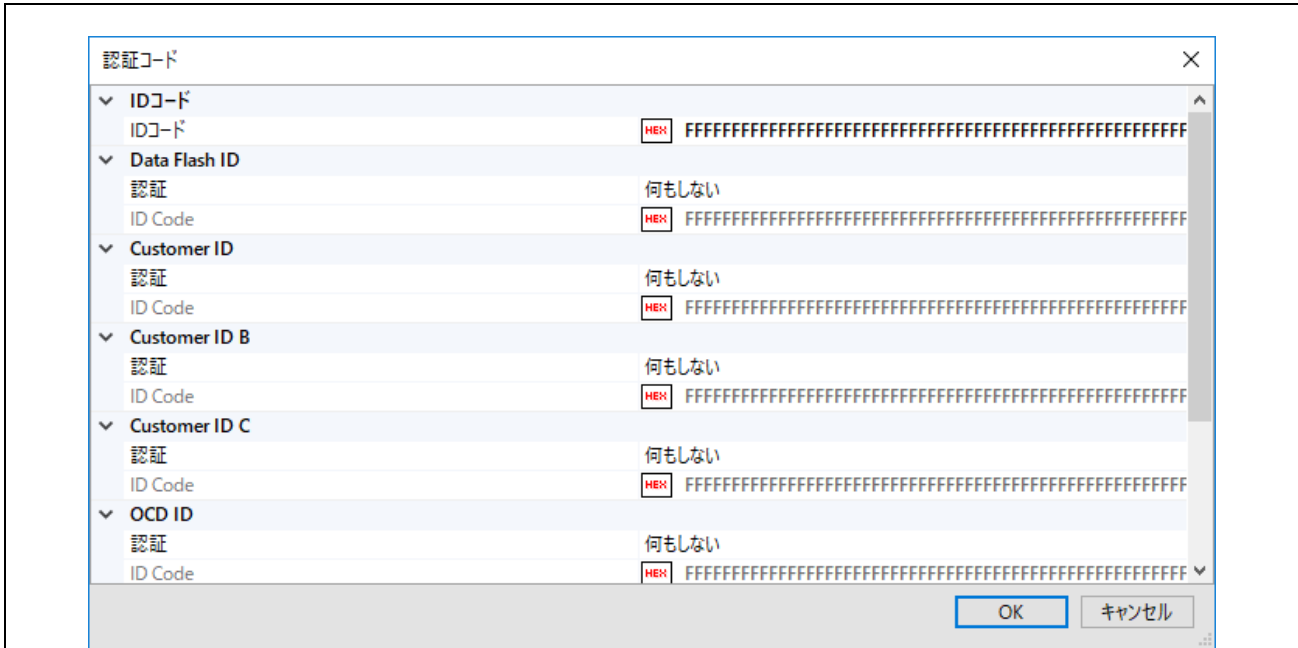 認証コード
IDコード
IDコード HEX FFFFFFFFFFFFFFFFFFFFFFFFFFFFFFFFFFFFFFFFFFFFFFFFFFFFFF
Data Flash ID
認証 何もしない
ID Code HEX FFFFFFFFFFFFFFFFFFFFFFFFFFFFFFFFFFFFFFFFFFFFFFFFFFFFFF
Customer ID
認証 何もしない
ID Code HEX FFFFFFFFFFFFFFFFFFFFFFFFFFFFFFFFFFFFFFFFFFFFFFFFFFFFFF
Customer ID B
認証 何もしない
ID Code HEX FFFFFFFFFFFFFFFFFFFFFFFFFFFFFFFFFFFFFFFFFFFFFFFFFFFFFF
Customer ID C
認証 何もしない
ID Code HEX FFFFFFFFFFFFFFFFFFFFFFFFFFFFFFFFFFFFFFFFFFFFFFFFFFFFFF
OCD ID
認証 何もしない
ID Code HEX FFFFFFFFFFFFFFFFFFFFFFFFFFFFFFFFFFFFFFFFFFFFFFFFFFFFFF
OK キャンセル